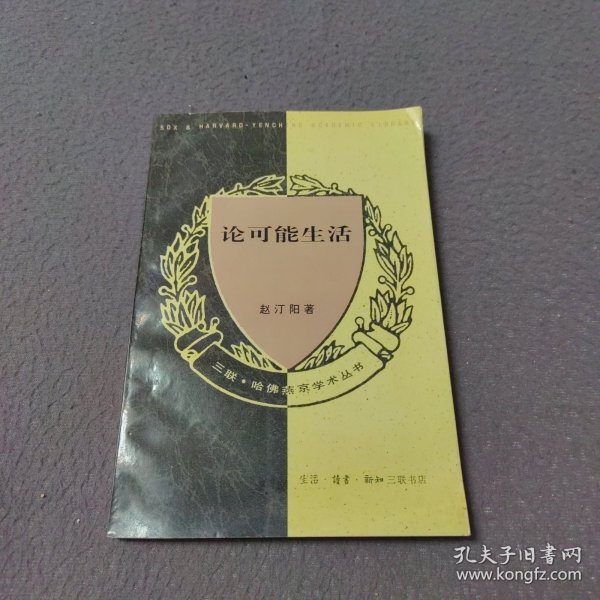 SDX & HARVARD-YENCHING ACADEMIC LIBRARY
论可能生活
赵汀阳著
三联·哈佛燕京学术丛书
生活·讀書·新知三联书店
孔夫子旧书网
www.kongfz.com